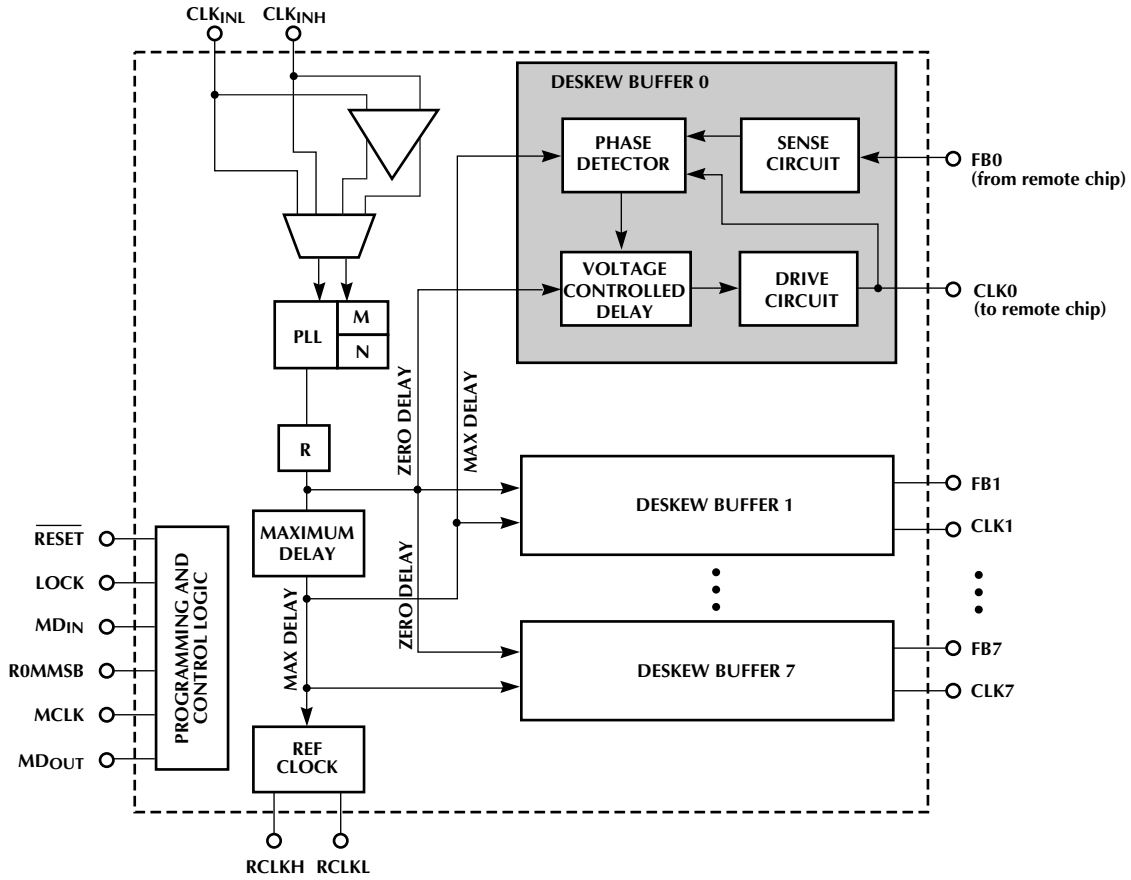 CLKINL
CLKINH
DESKEW BUFFER 0
PHASE
DETECTOR
SENSE
CIRCUIT
FB0
(from remote chip)
VOLTAGE
CONTROLLED
DELAY
DRIVE
CIRCUIT
CLK0
(to remote chip)
PLL
M
N
R
ZERO DELAY
MAX DELAY
DESKEW BUFFER 1
FB1
CLK1
MAXIMUM
DELAY
MAX DELAY
ZERO DELAY
DESKEW BUFFER 7
FB7
CLK7
RESET
LOCK
MDIN
R0MMSB
MCLK
MDOUT
PROGRAMMING AND
CONTROL LOGIC
REF
CLOCK
RCLKH
RCLKL